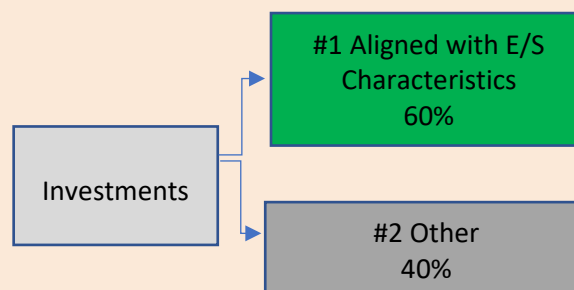 #1 Aligned with E/S
Characteristics
60%
Investments
#2 Other
40%